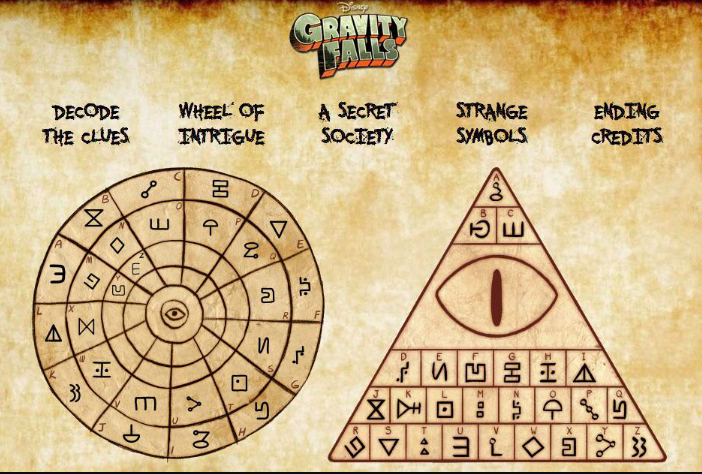 Disney
GRAVITY
FALLS
DECODE
THE CLUES
WHEEL OF
INTRIGUE
A SECRET
SOCIETY
STRANGE
SYMBOLS
ENDING
CREDITS
A
B
C
D
E
F
G
H
I
J
K
L
M
N
O
P
Q
R
S
T
U
V
W
X
Y
Z
A
B C
D E F G H I
J K L M N O P Q
R S T U V W X Y Z